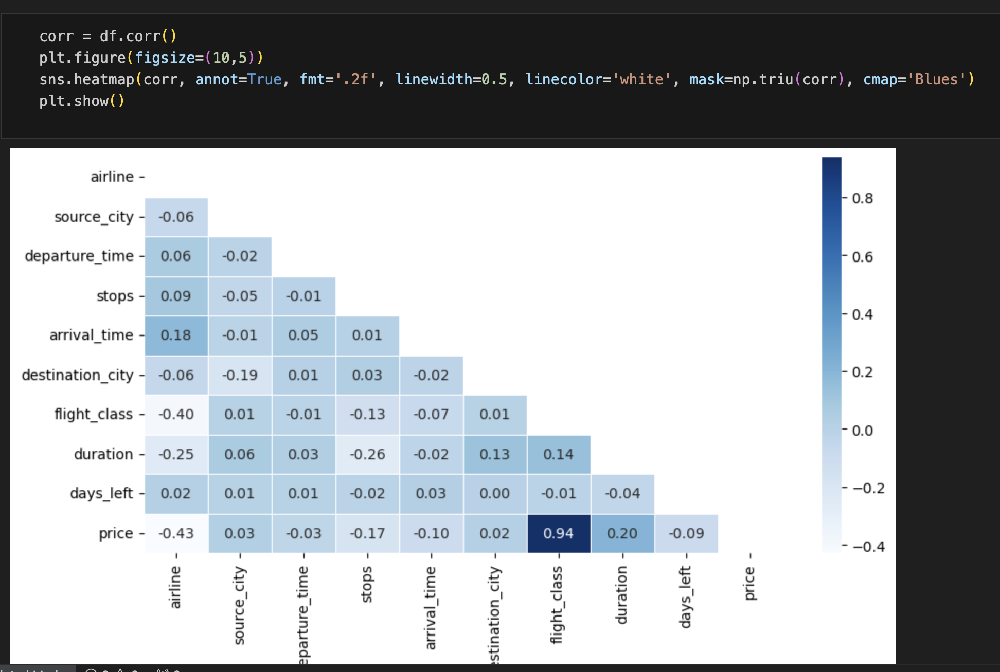 corr = df.corr()
plt.figure(figsize=(10,5))
sns.heatmap(corr, annot=True, fmt='.2f', linewidth=0.5, linecolor='white', mask=np.triu(corr), cmap='Blues')
plt.show()
airline
source_city -0.06
departure_time 0.06 -0.02
stops 0.09 -0.05 -0.01
arrival_time 0.18 -0.01 0.05 0.01
destination_city -0.06 -0.19 0.01 0.03 -0.02
flight_class -0.40 0.01 -0.01 -0.13 -0.07 0.01
duration -0.25 0.06 0.03 -0.26 -0.02 0.13 0.14
days_left 0.02 0.01 0.01 -0.02 0.03 0.00 -0.01 -0.04
price -0.43 0.03 -0.03 -0.17 -0.10 0.02 0.94 0.20 -0.09
airline source_city eparture_time stops arrival_time estination_city flight_class duration days_left price
0.8
0.6
0.4
0.2
0.0
−0.2
−0.4